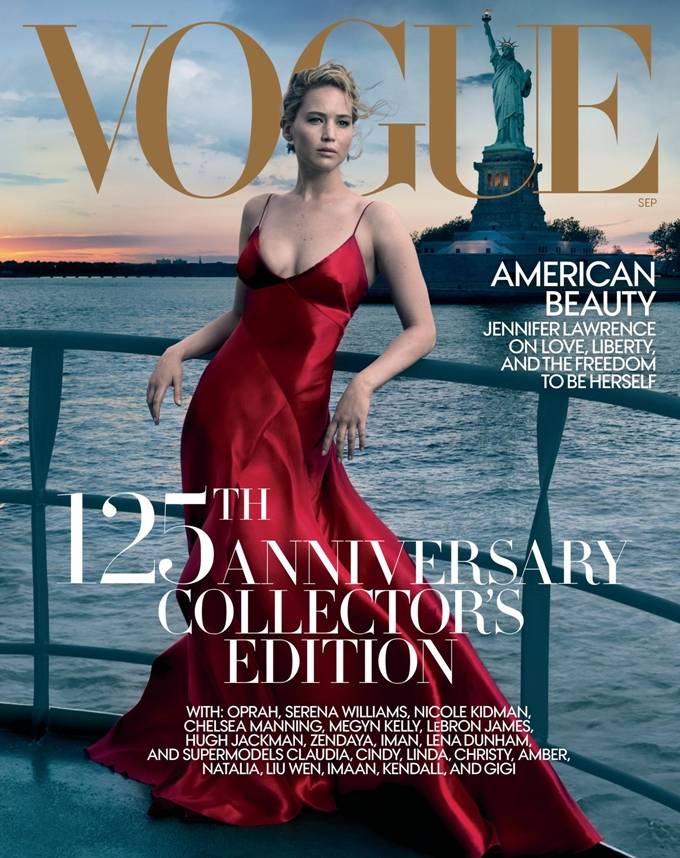 VOGUE
SEP
AMERICAN
BEAUTY
JENNIFER LAWRENCE
ON LOVE, LIBERTY,
AND THE FREEDOM
TO BE HERSELF
125TH
ANNIVERSARY
COLLECTOR'S
EDITION
WITH: OPRAH, SERENA WILLIAMS, NICOLE KIDMAN,
CHELSEA MANNING, MEGYN KELLY, LEBRON JAMES,
HUGH JACKMAN, ZENDAYA, IMAN, LENA DUNHAM,
AND SUPERMODELS CLAUDIA, CINDY, LINDA, CHRISTY, AMBER,
NATALIA, LIU WEN, IMAAN, KENDALL, AND GIGI